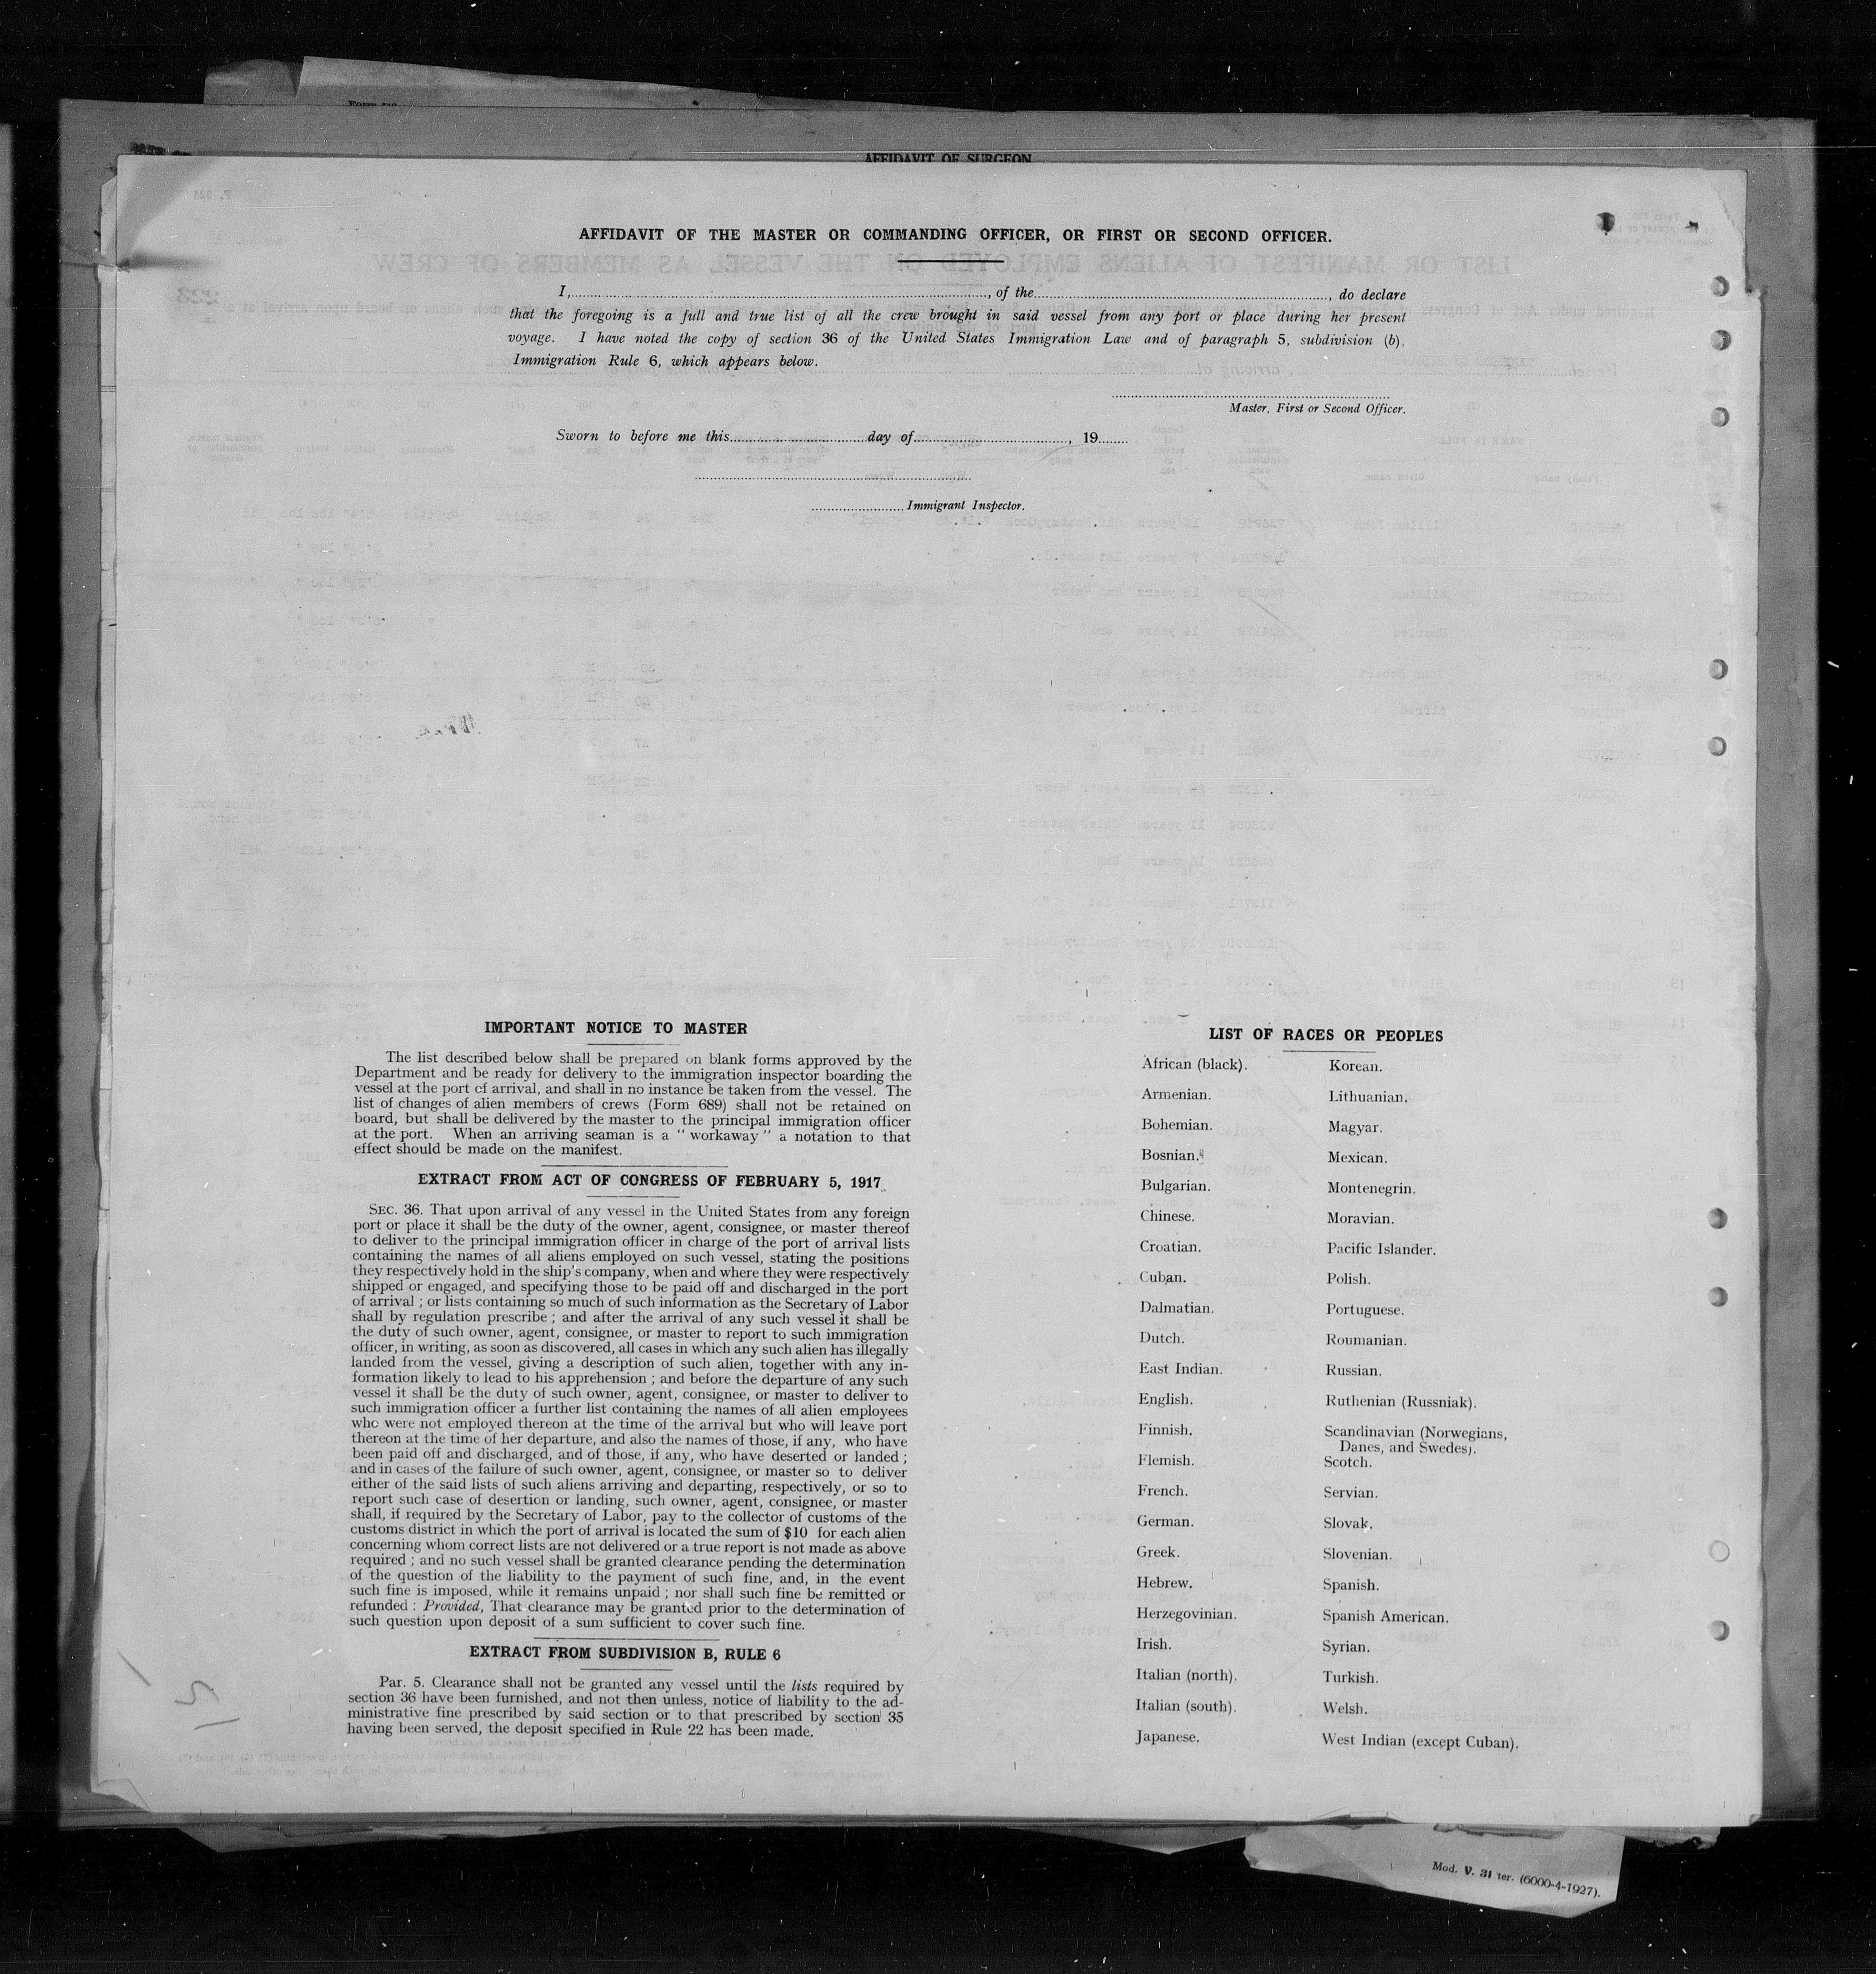 AFFIDAVIT OF SURGEON
AFFIDAVIT OF THE MASTER OR COMMANDING OFFICER, OR FIRST OR SECOND OFFICER.
I,........................................, of the........................................, do declare
that the foregoing is a full and true list of all the crew brought in said vessel from any port or place during her present
voyage. I have noted the copy of section 36 of the United States Immigration Law and of paragraph 5, subdivision (b).
Immigration Rule 6, which appears below.
Master, First or Second Officer.
Sworn to before me this....................day of...................., 19......
....................Immigrant Inspector.
IMPORTANT NOTICE TO MASTER
The list described below shall be prepared on blank forms approved by the
Department and be ready for delivery to the immigration inspector boarding the
vessel at the port of arrival, and shall in no instance be taken from the vessel. The
list of changes of alien members of crews (Form 689) shall not be retained on
board, but shall be delivered by the master to the principal immigration officer
at the port. When an arriving seaman is a “ workaway ” a notation to that
effect should be made on the manifest.
EXTRACT FROM ACT OF CONGRESS OF FEBRUARY 5, 1917
SEC. 36. That upon arrival of any vessel in the United States from any foreign
port or place it shall be the duty of the owner, agent, consignee, or master thereof
to deliver to the principal immigration officer in charge of the port of arrival lists
containing the names of all aliens employed on such vessel, stating the positions
they respectively hold in the ship's company, when and where they were respectively
shipped or engaged, and specifying those to be paid off and discharged in the port
of arrival ; or lists containing so much of such information as the Secretary of Labor
shall by regulation prescribe ; and after the arrival of any such vessel it shall be
the duty of such owner, agent, consignee, or master to report to such immigration
officer, in writing, as soon as discovered, all cases in which any such alien has illegally
landed from the vessel, giving a description of such alien, together with any in-
formation likely to lead to his apprehension ; and before the departure of any such
vessel it shall be the duty of such owner, agent, consignee, or master to deliver to
such immigration officer a further list containing the names of all alien employees
who were not employed thereon at the time of the arrival but who will leave port
thereon at the time of her departure, and also the names of those, if any, who have
been paid off and discharged, and of those, if any, who have deserted or landed ;
and in cases of the failure of such owner, agent, consignee, or master so to deliver
either of the said lists of such aliens arriving and departing, respectively, or so to
report such case of desertion or landing, such owner, agent, consignee, or master
shall, if required by the Secretary of Labor, pay to the collector of customs of the
customs district in which the port of arrival is located the sum of $10 for each alien
concerning whom correct lists are not delivered or a true report is not made as above
required ; and no such vessel shall be granted clearance pending the determination
of the question of the liability to the payment of such fine, and, in the event
such fine is imposed, while it remains unpaid ; nor shall such fine be remitted or
refunded : Provided, That clearance may be granted prior to the determination of
such question upon deposit of a sum sufficient to cover such fine.
EXTRACT FROM SUBDIVISION B, RULE 6
Par. 5. Clearance shall not be granted any vessel until the lists required by
section 36 have been furnished, and not then unless, notice of liability to the ad-
ministrative fine prescribed by said section or to that prescribed by section 35
having been served, the deposit specified in Rule 22 has been made.
LIST OF RACES OR PEOPLES
African (black).
Armenian.
Bohemian.
Bosnian.
Bulgarian.
Chinese.
Croatian.
Cuban.
Dalmatian.
Dutch.
East Indian.
English.
Finnish.
Flemish.
French.
German.
Greek.
Hebrew.
Herzegovinian.
Irish.
Italian (north).
Italian (south).
Japanese.
Korean.
Lithuanian.
Magyar.
Mexican.
Montenegrin.
Moravian.
Pacific Islander.
Polish.
Portuguese.
Roumanian.
Russian.
Ruthenian (Russniak).
Scandinavian (Norwegians,
Danes, and Swedes).
Scotch.
Servian.
Slovak.
Slovenian.
Spanish.
Spanish American.
Syrian.
Turkish.
Welsh.
West Indian (except Cuban).
Mod. V. 31 ter. (6000-4-1927).